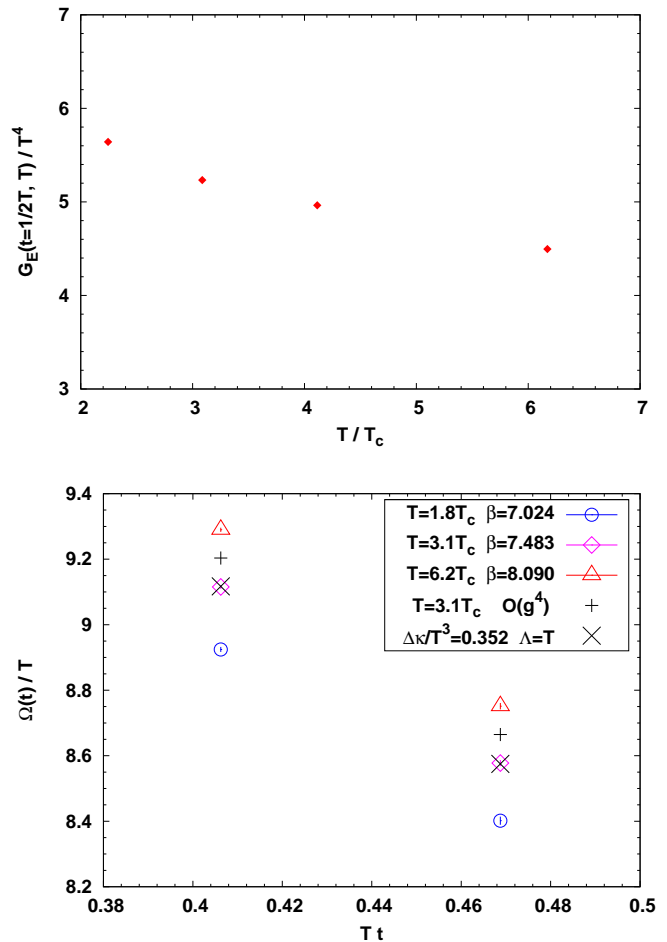 7
6
5
4
3
2 3 4 5 6 7
G_E(t=1/2T, T) / T^4
T / T_c
9.4
9.2
9
8.8
8.6
8.4
8.2
0.38 0.4 0.42 0.44 0.46 0.48 0.5
Ω(t) / T
T t
T=1.8T_c β=7.024
T=3.1T_c β=7.483
T=6.2T_c β=8.090
T=3.1T_c O(g^4)
Δκ/T^3=0.352 Λ=T